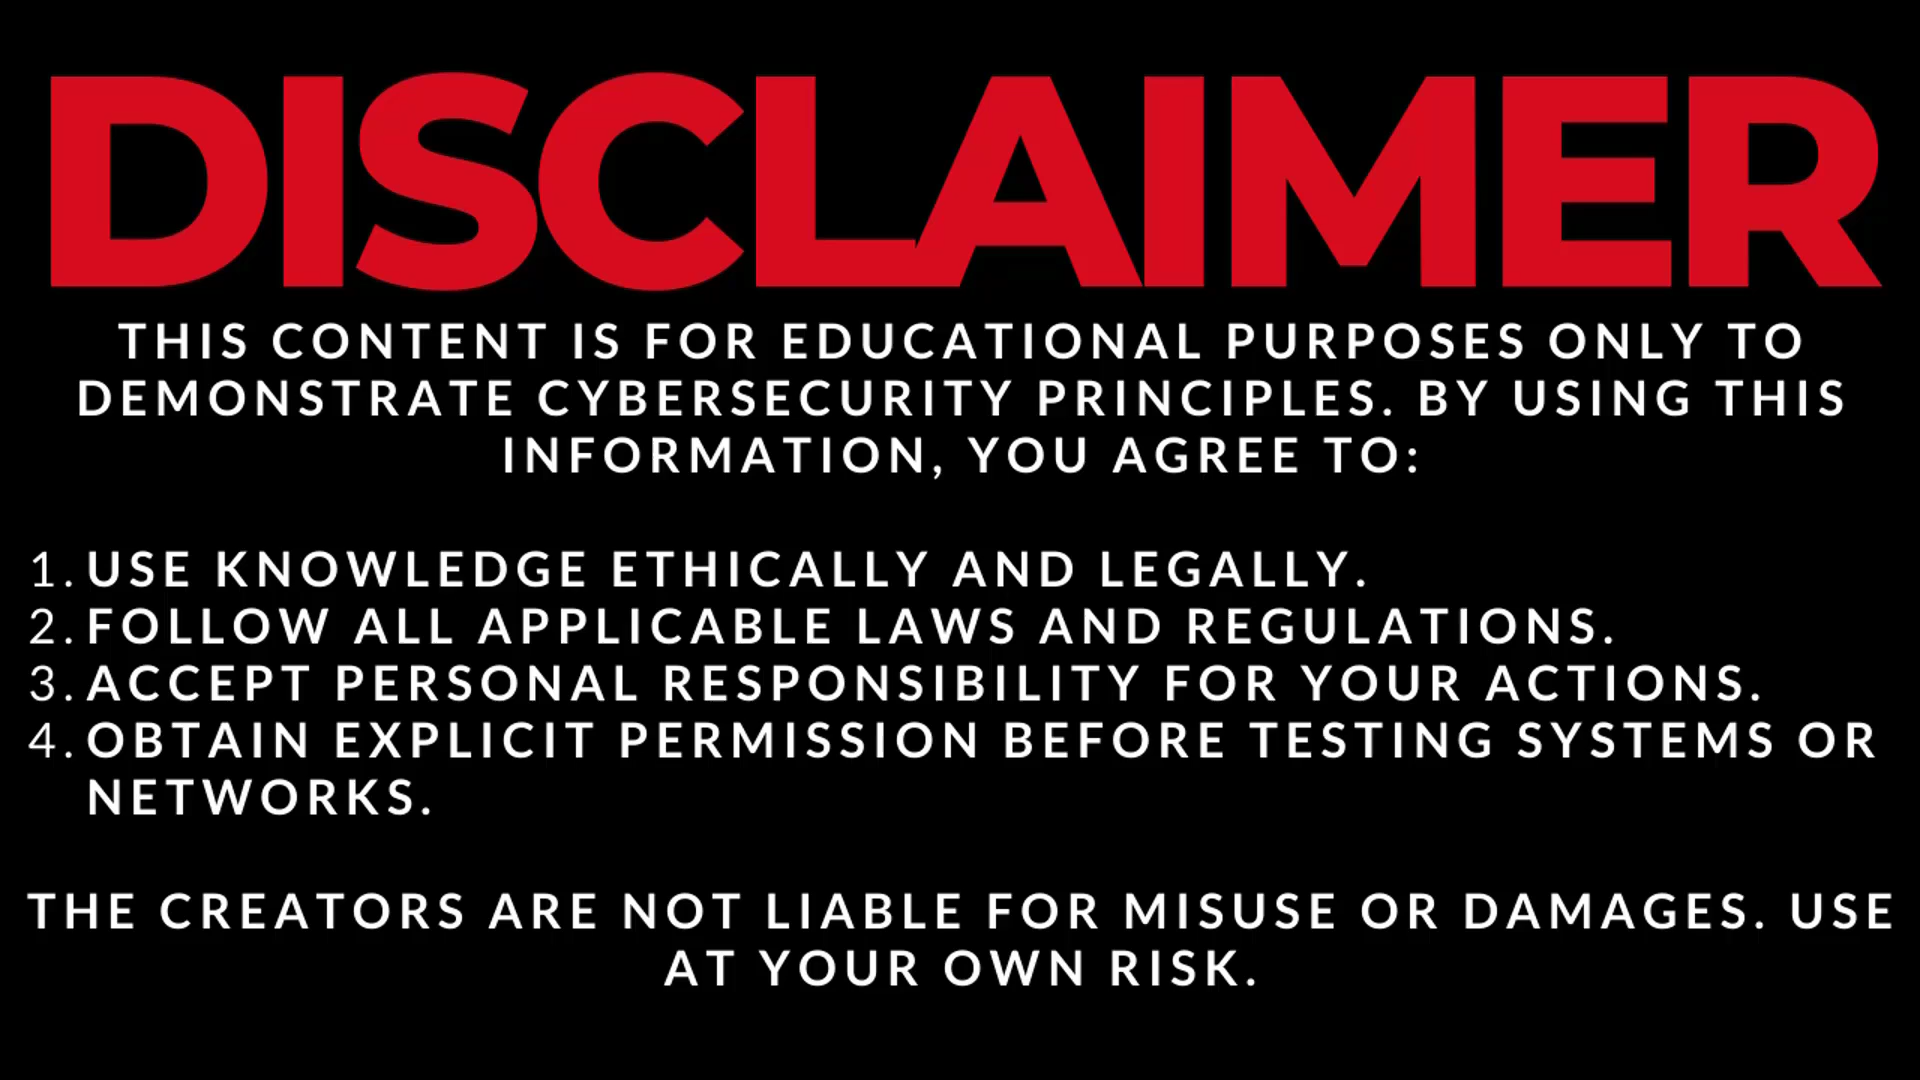 DISCLAIMER
THIS CONTENT IS FOR EDUCATIONAL PURPOSES ONLY TO
DEMONSTRATE CYBERSECURITY PRINCIPLES. BY USING THIS
INFORMATION, YOU AGREE TO:
1. USE KNOWLEDGE ETHICALLY AND LEGALLY.
2. FOLLOW ALL APPLICABLE LAWS AND REGULATIONS.
3. ACCEPT PERSONAL RESPONSIBILITY FOR YOUR ACTIONS.
4. OBTAIN EXPLICIT PERMISSION BEFORE TESTING SYSTEMS OR
NETWORKS.
THE CREATORS ARE NOT LIABLE FOR MISUSE OR DAMAGES. USE
AT YOUR OWN RISK.